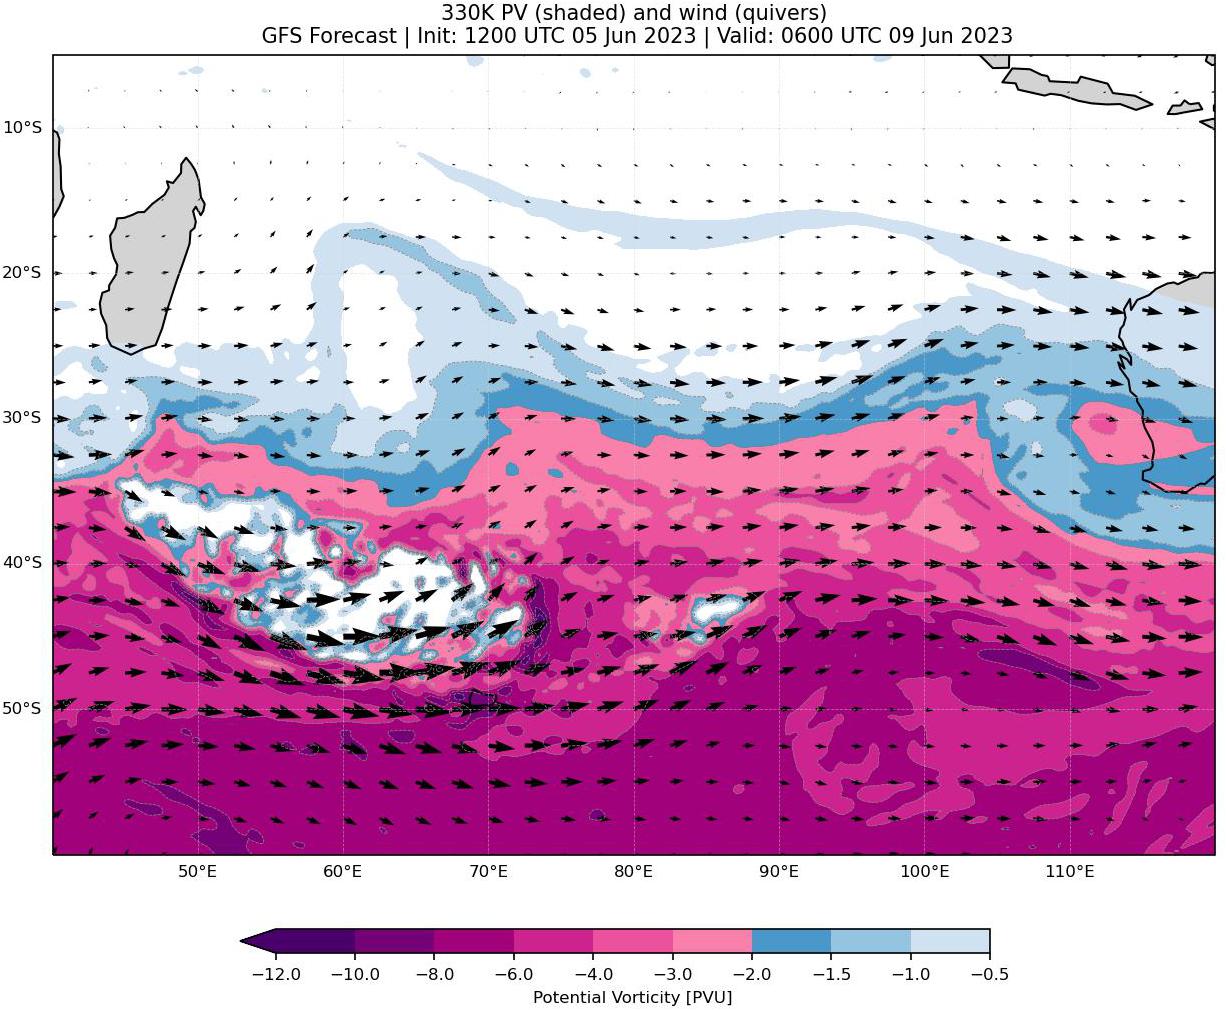 330K PV (shaded) and wind (quivers)
GFS Forecast | Init: 1200 UTC 05 Jun 2023 | Valid: 0600 UTC 09 Jun 2023
10°S
20°S
30°S
40°S
50°S
50°E 60°E 70°E 80°E 90°E 100°E 110°E
−12.0 −10.0 −8.0 −6.0 −4.0 −3.0 −2.0 −1.5 −1.0 −0.5
Potential Vorticity [PVU]